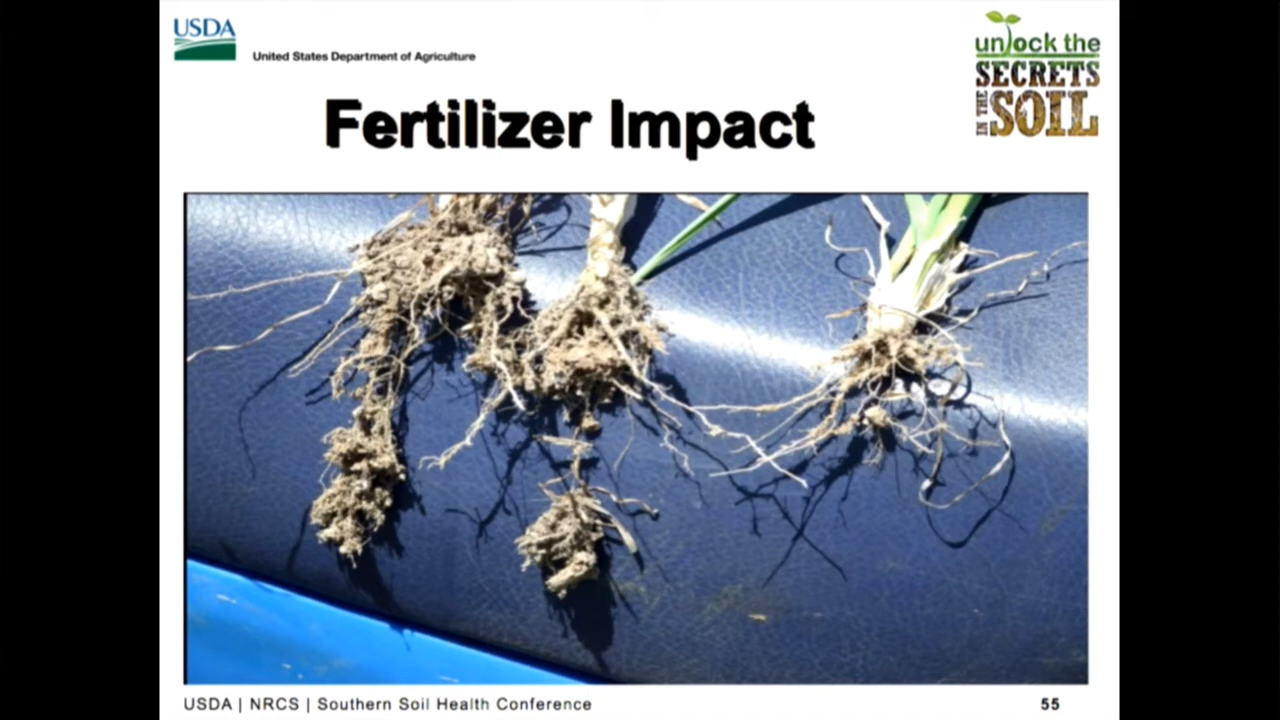 USDA
United States Department of Agriculture
unlock the
SECRETS
IN THE
SOIL
Fertilizer Impact
USDA | NRCS | Southern Soil Health Conference
55